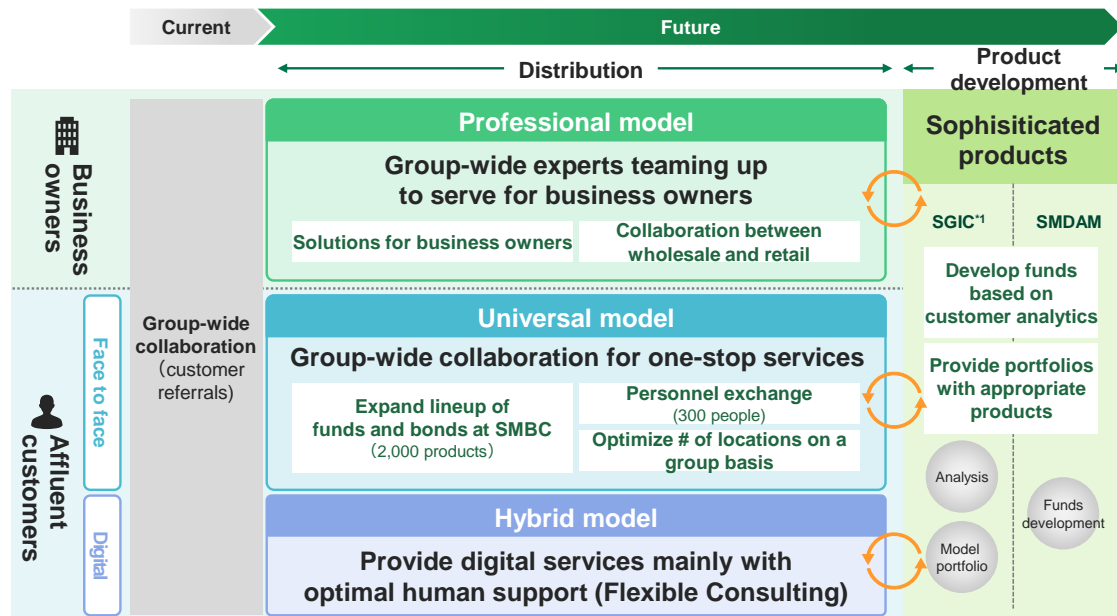 Current
Future
Distribution
Product
development
Business
owners
Professional model
Group-wide experts teaming up
to serve for business owners
Solutions for business owners
Collaboration between
wholesale and retail
Sophisiticated
products
SGIC*1
SMDAM
Develop funds
based on
customer analytics
Provide portfolios
with appropriate
products
Analysis
Model
portfolio
Funds
development
Group-wide
collaboration
（customer
referrals)
Affluent
customers
Face to face
Universal model
Group-wide collaboration for one-stop services
Expand lineup of
funds and bonds at SMBC
（2,000 products）
Personnel exchange
(300 people)
Optimize # of locations on a
group basis
Digital
Hybrid model
Provide digital services mainly with
optimal human support (Flexible Consulting)